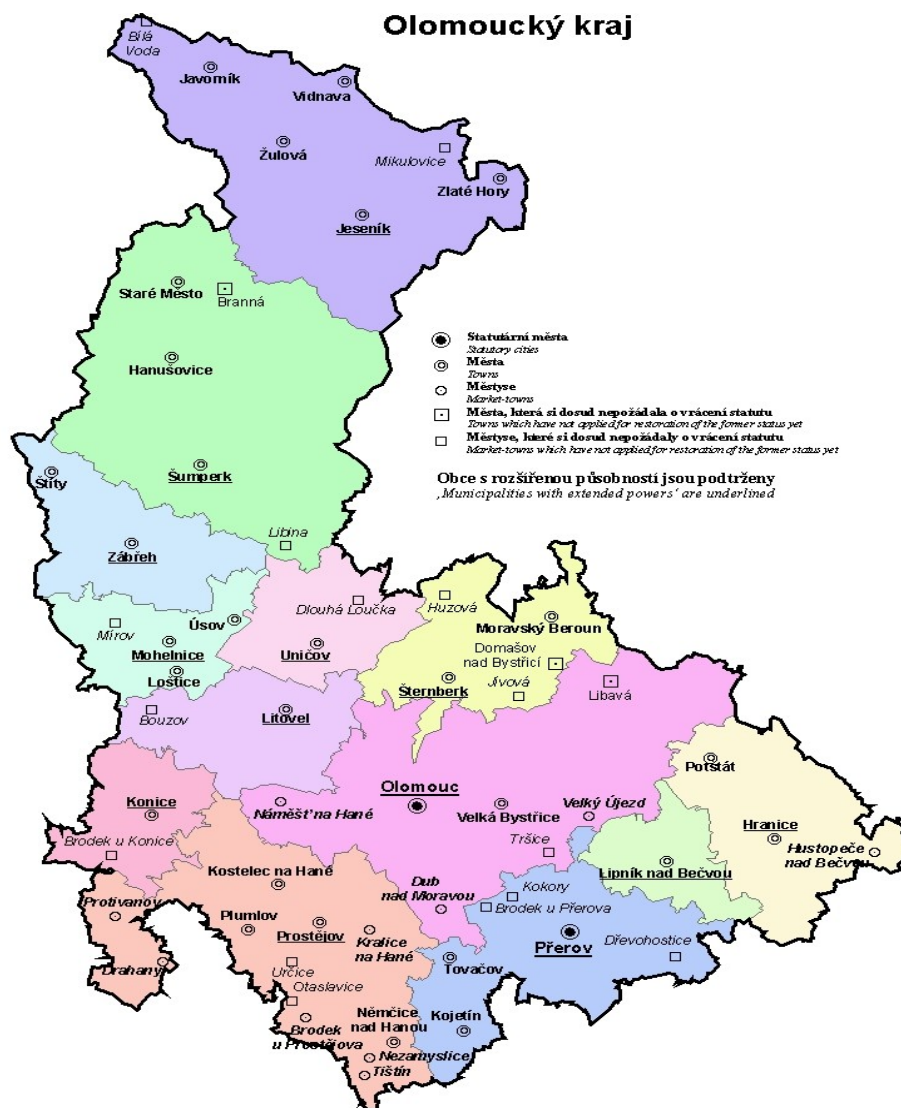 Olomoucký kraj
Bílá
Voda
Javorník
Vidnava
Žulová
Mikulovice
Zlaté Hory
Jeseník
Staré Město
Branná
Hanušovice
Statutární města
Statutory cities
Města
Towns
Městyse
Market-towns
Města, která si dosud nepožádala o vrácení statutu
Towns which have not applied for restoration of the former status yet
Městyse, které si dosud nepožádaly o vrácení statutu
Market-towns which have not applied for restoration of the former status yet
Obce s rozšířenou působností jsou podtrženy
‚Municipalities with extended powers‘ are underlined
Štíty
Šumperk
Zábřeh
Libina
Dlouhá Loučka
Huzová
Úsov
Mírov
Moravský Beroun
Mohelnice
Uničov
Domašov
nad Bystřicí
Loštice
Šternberk
Jívová
Libavá
Bouzov
Litovel
Potštát
Konice
Náměšť na Hané
Olomouc
Velká Bystřice
Velký Újezd
Hranice
Brodek u Konice
Tršice
Hustopeče
nad Bečvou
Lipník nad Bečvou
Kostelec na Hané
Dub
nad Moravou
Kokory
Brodek u Přerova
Protivanov
Plumlov
Prostějov
Kralice
na Hané
Přerov
Dřevohostice
Drahany
Určice
Tovačov
Otaslavice
Brodek
u Prostějova
Němčice
nad Hanou
Kojetín
Nezamyslice
Tištín